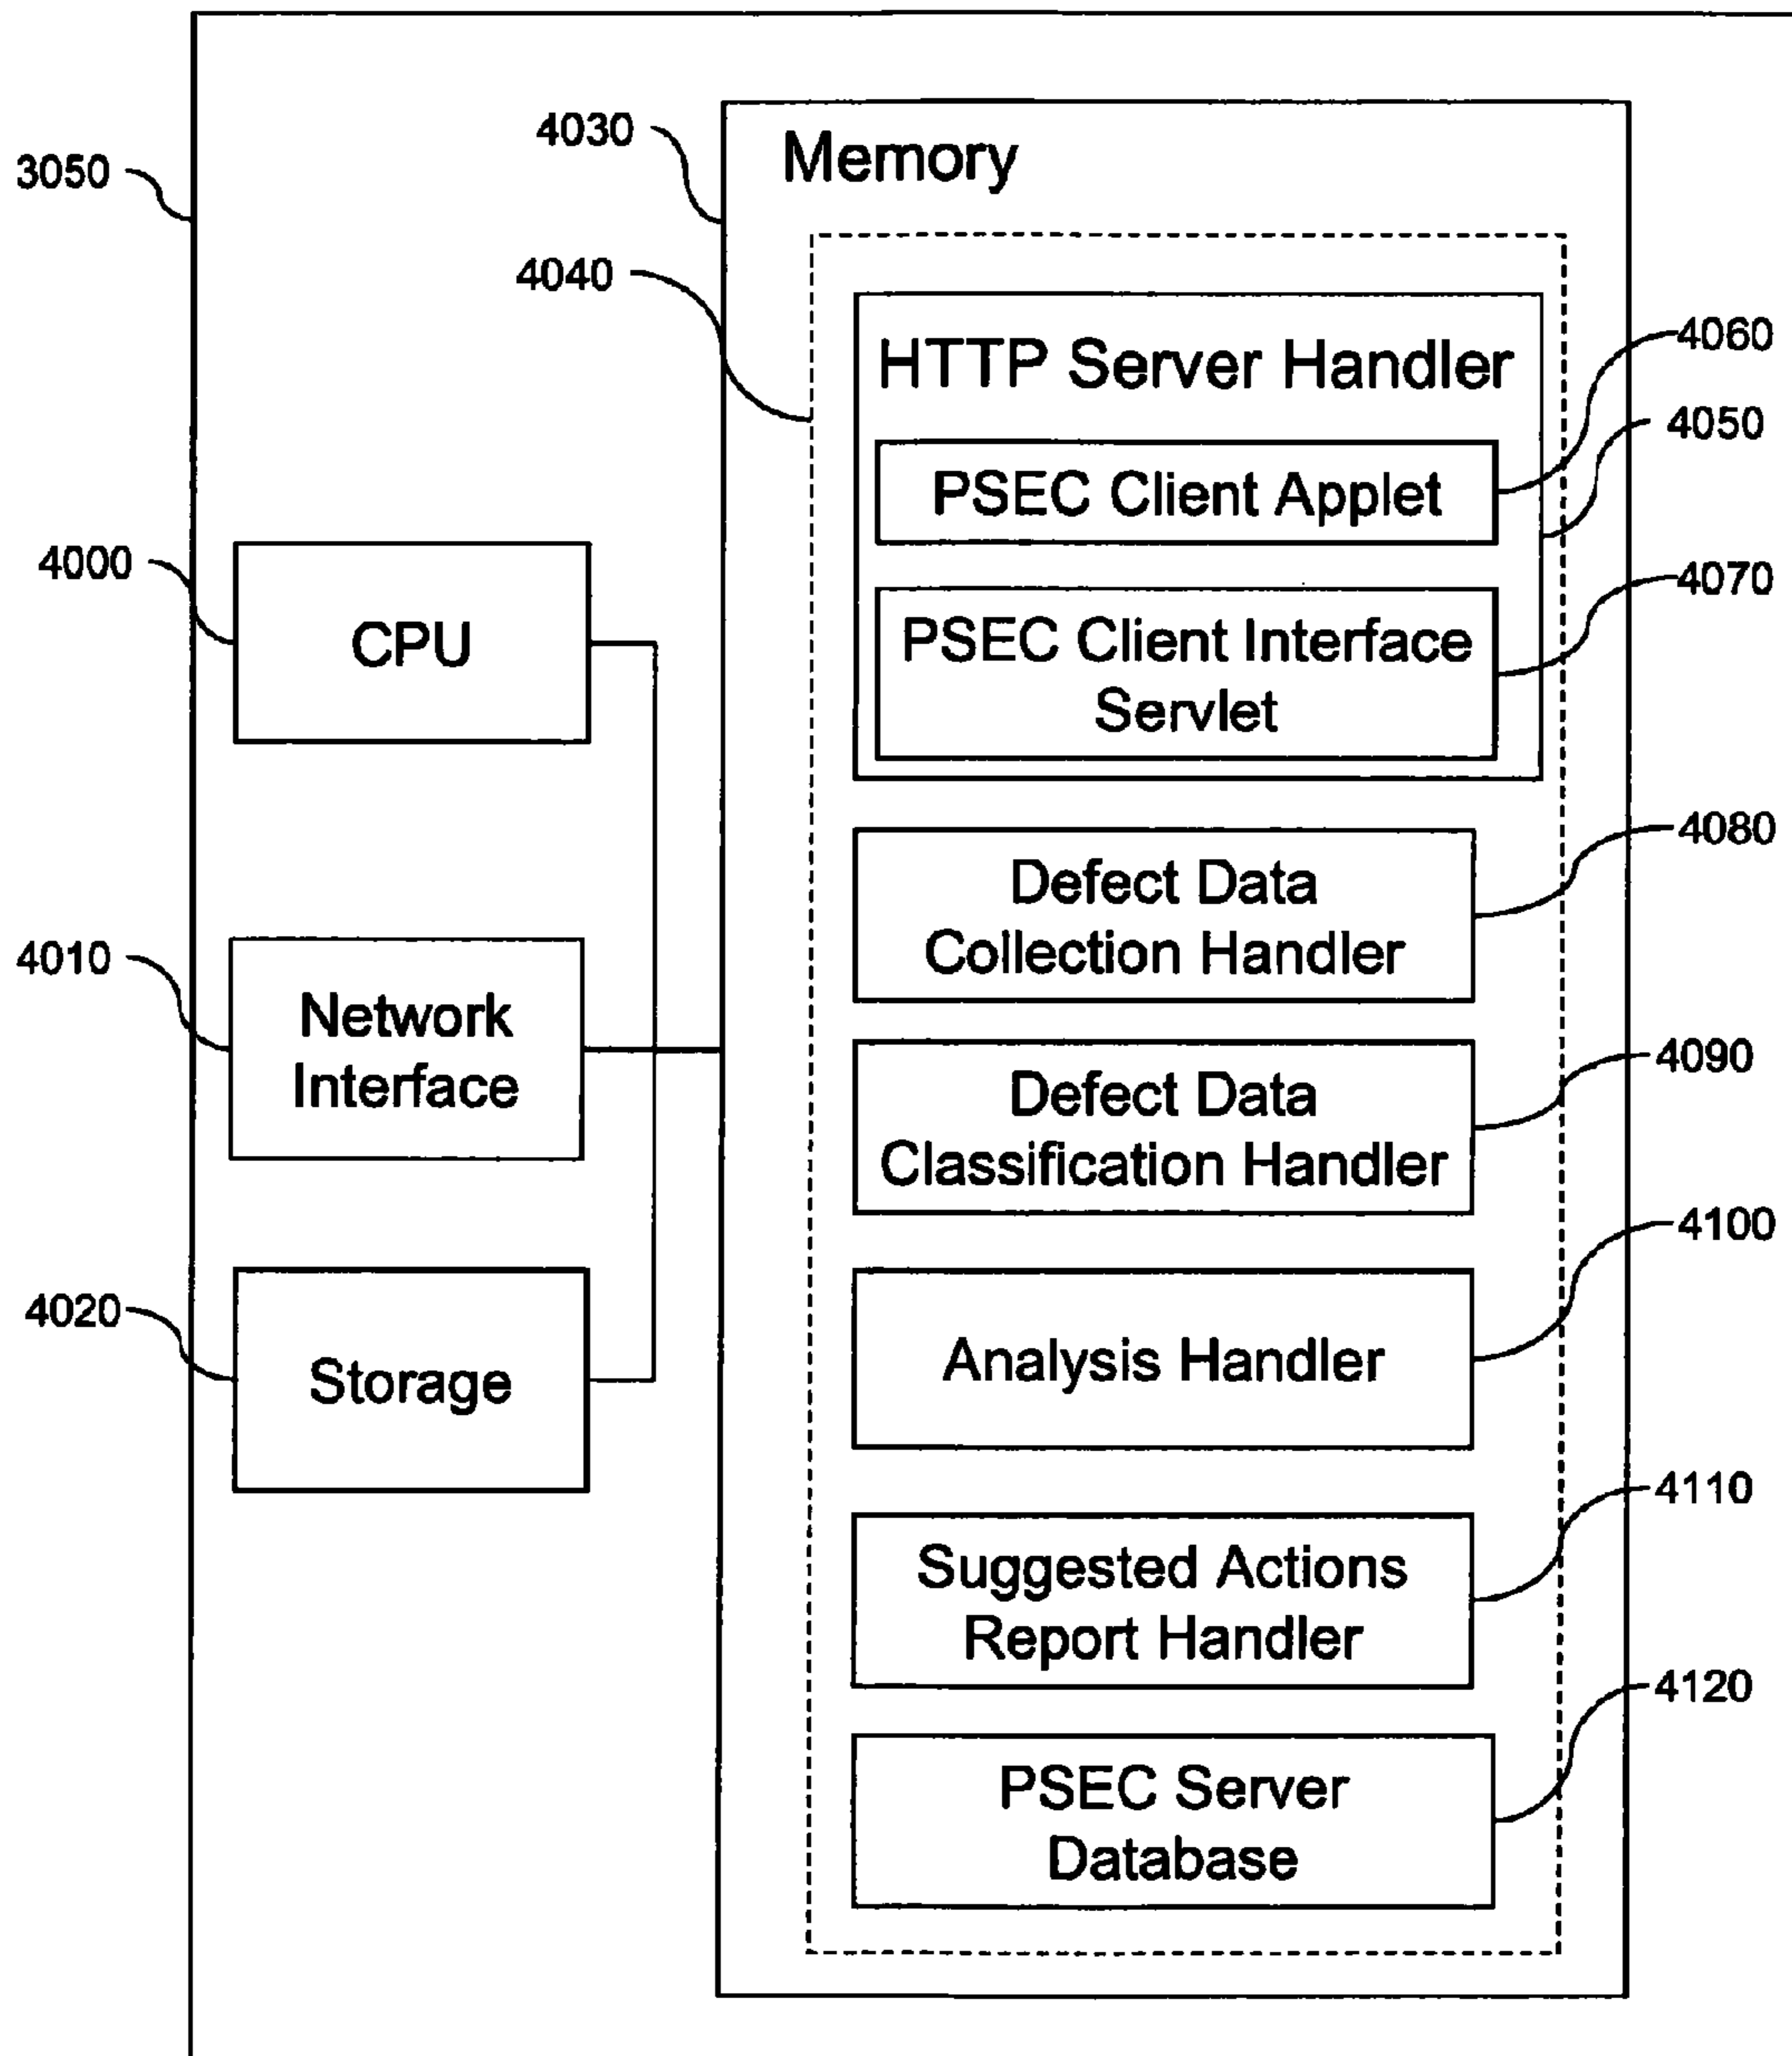 4030
Memory
3050
4040
4060
HTTP Server Handler
4050
PSEC Client Applet
4000
CPU
4070
PSEC Client Interface
Servlet
4080
Defect Data
Collection Handler
4010
Network
Interface
4090
Defect Data
Classification Handler
4100
4020
Storage
Analysis Handler
4110
Suggested Actions
Report Handler
4120
PSEC Server
Database